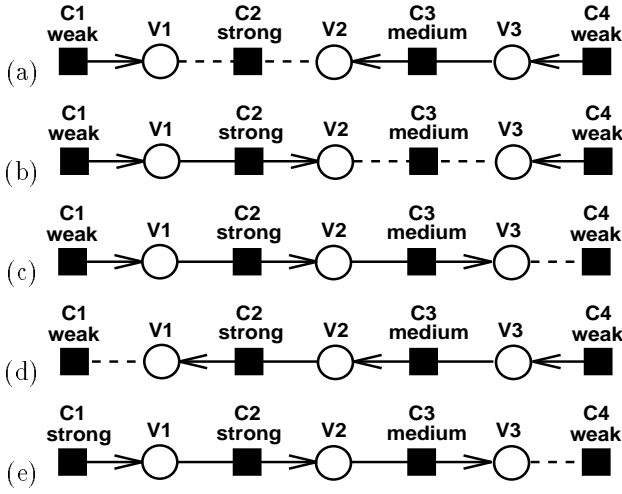 C1 C2 C3 C4
weak V1 strong V2 medium V3 weak
(a)
C1 C2 C3 C4
weak V1 strong V2 medium V3 weak
(b)
C1 C2 C3 C4
weak V1 strong V2 medium V3 weak
(c)
C1 C2 C3 C4
weak V1 strong V2 medium V3 weak
(d)
C1 C2 C3 C4
strong V1 strong V2 medium V3 weak
(e)